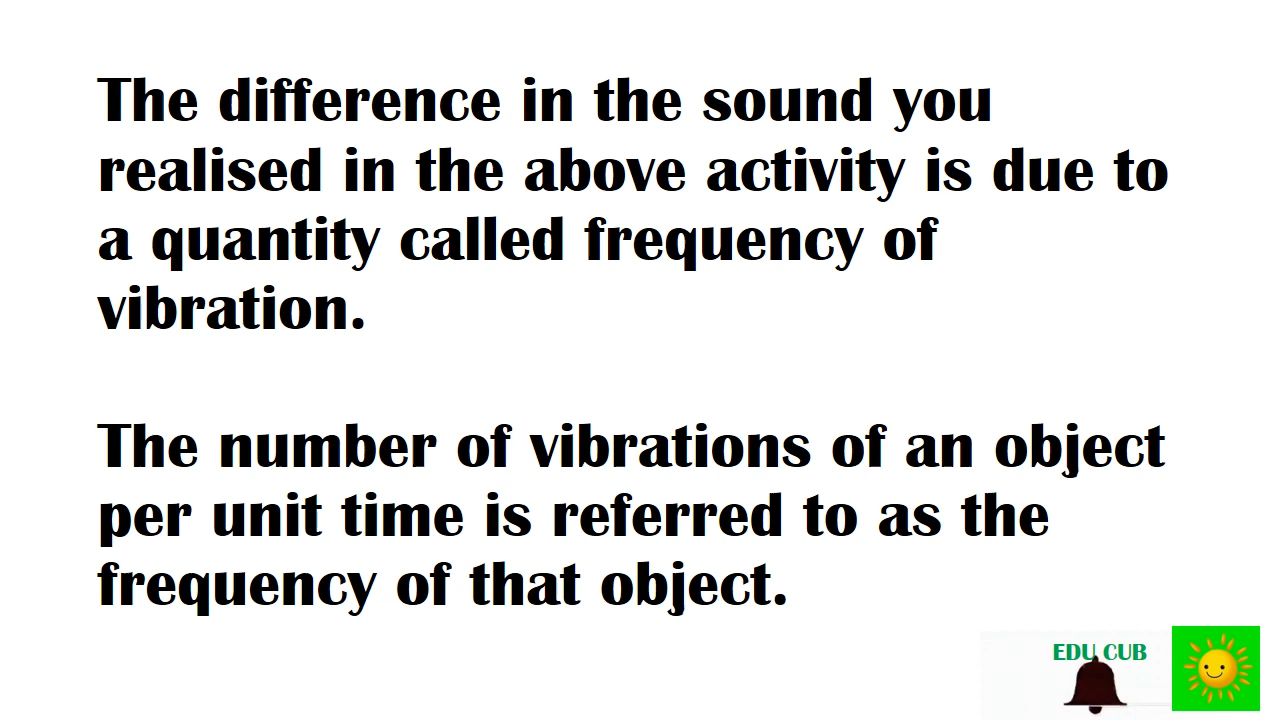 The difference in the sound you
realised in the above activity is due to
a quantity called frequency of
vibration.
The number of vibrations of an object
per unit time is referred to as the
frequency of that object.
EDU CUB